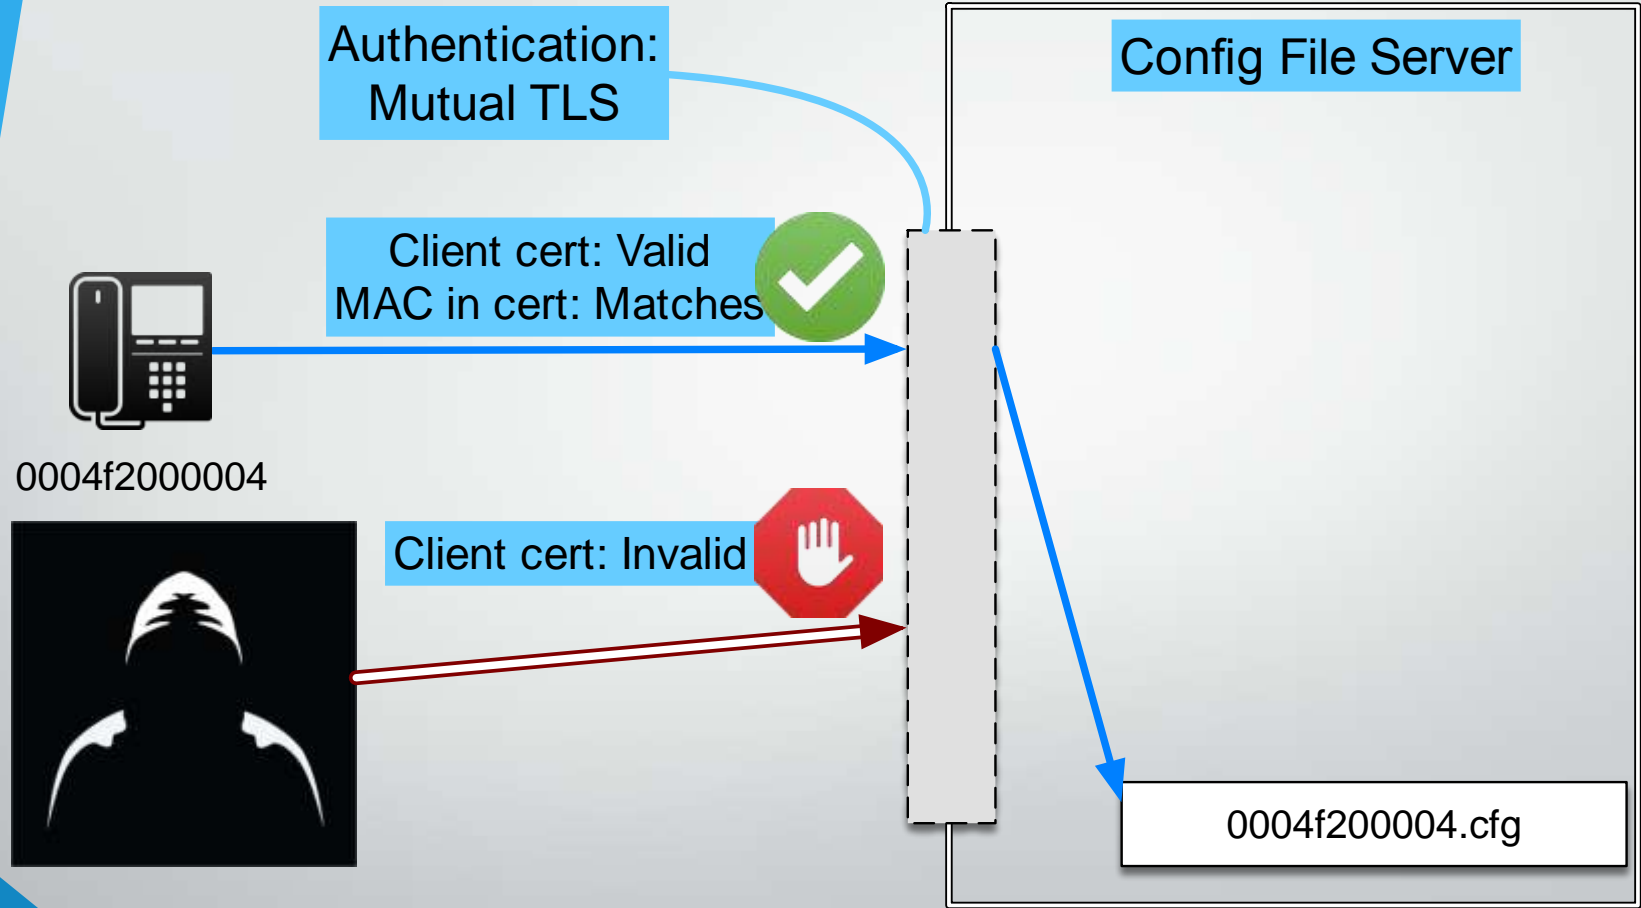 Authentication:
Mutual TLS
Config File Server
Client cert: Valid
MAC in cert: Matches
0004f2000004
Client cert: Invalid
0004f200004.cfg